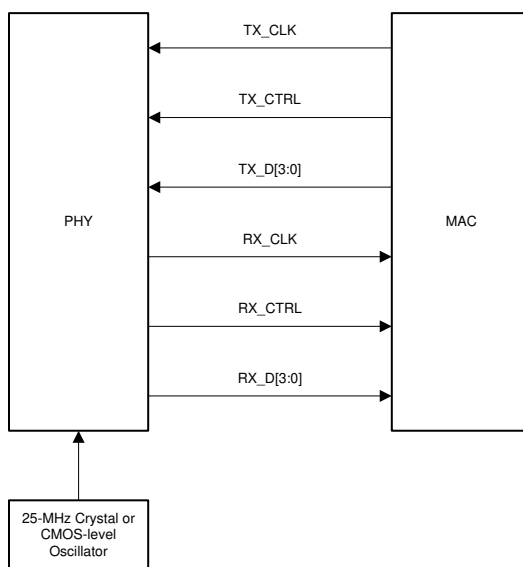 TX_CLK
TX_CTRL
TX_D[3:0]
PHY
MAC
RX_CLK
RX_CTRL
RX_D[3:0]
25-MHz Crystal or
CMOS-level
Oscillator